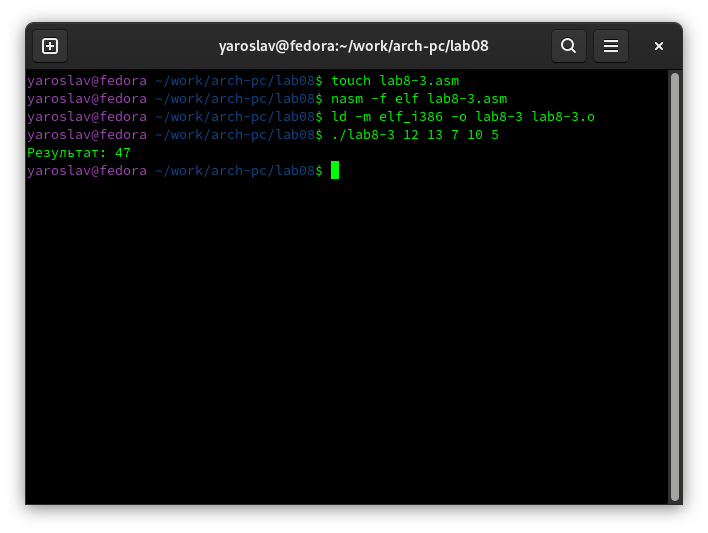 yaroslav@fedora:~/work/arch-pc/lab08
yaroslav@fedora ~/work/arch-pc/lab08$ touch lab8-3.asm
yaroslav@fedora ~/work/arch-pc/lab08$ nasm -f elf lab8-3.asm
yaroslav@fedora ~/work/arch-pc/lab08$ ld -m elf_i386 -o lab8-3 lab8-3.o
yaroslav@fedora ~/work/arch-pc/lab08$ ./lab8-3 12 13 7 10 5
Результат: 47
yaroslav@fedora ~/work/arch-pc/lab08$